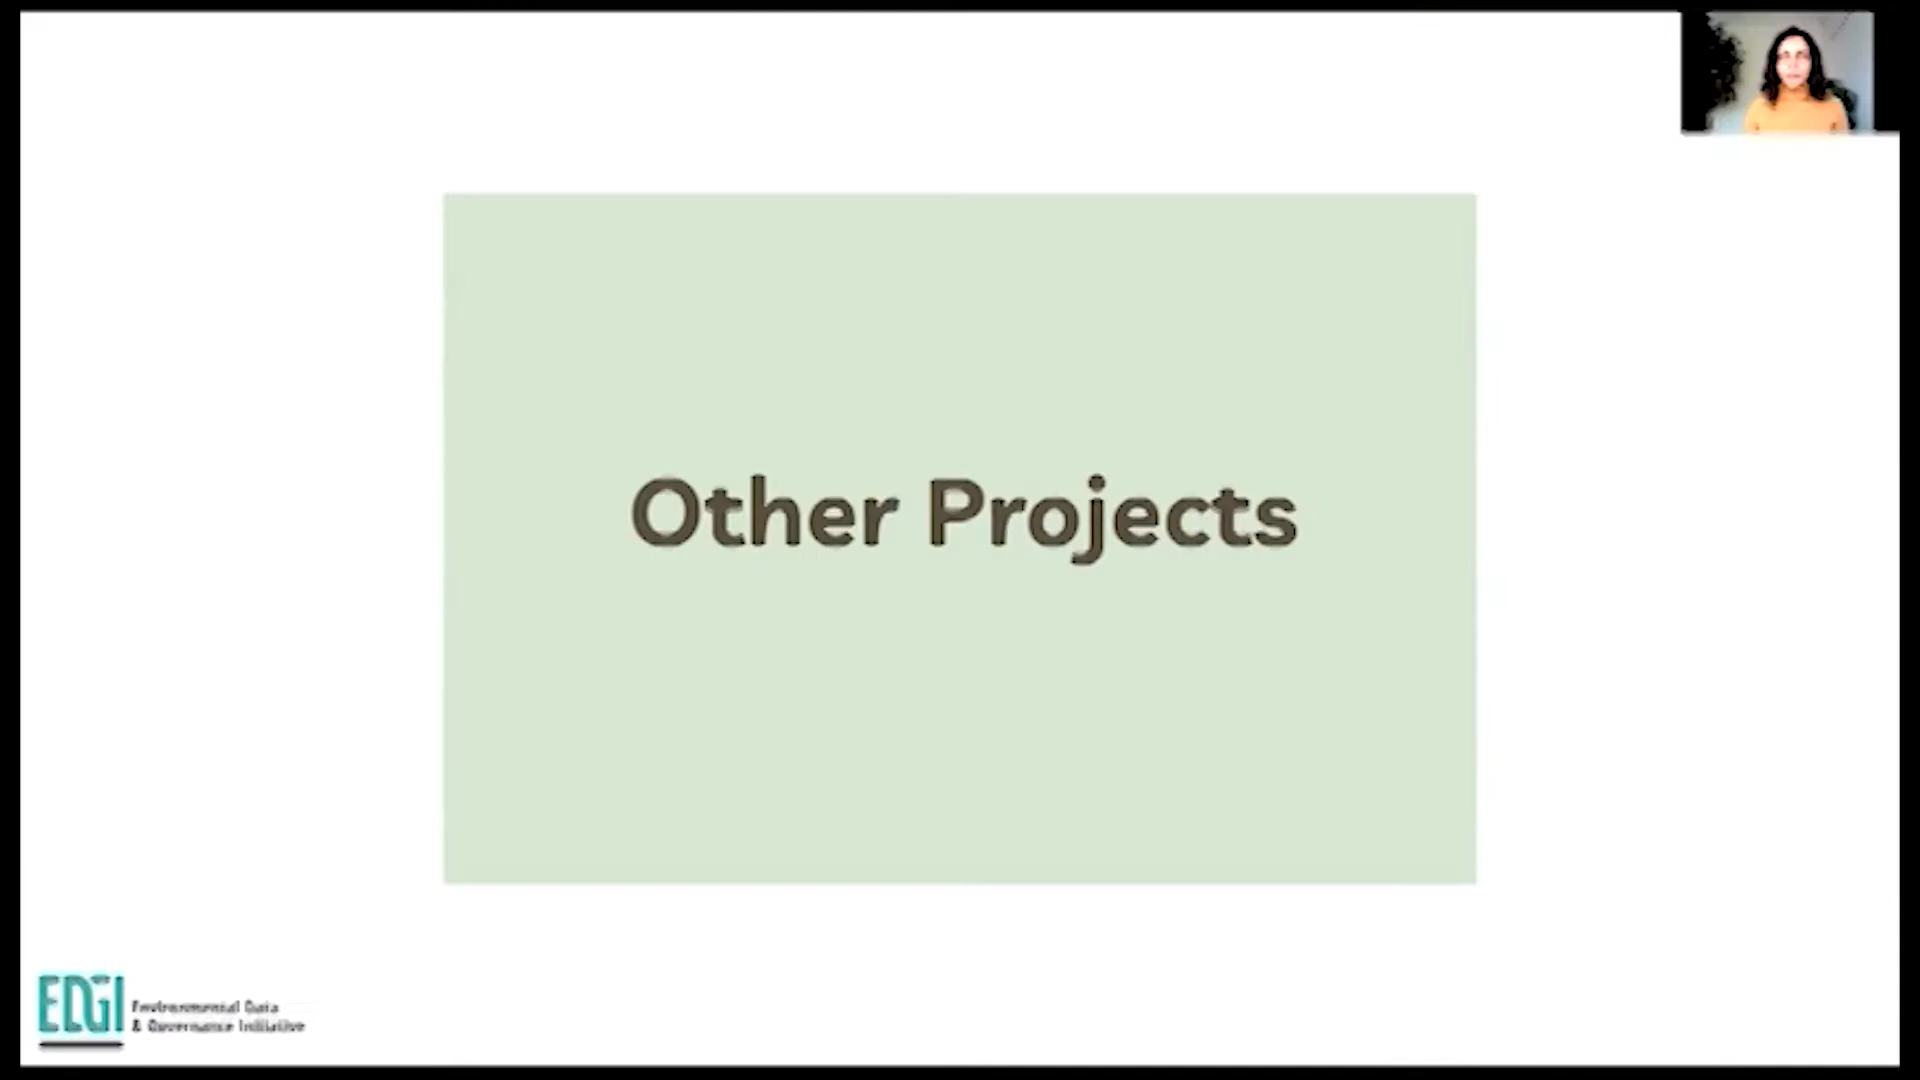 Other Projects
EDGI
Environmental Data
& Governance Initiative